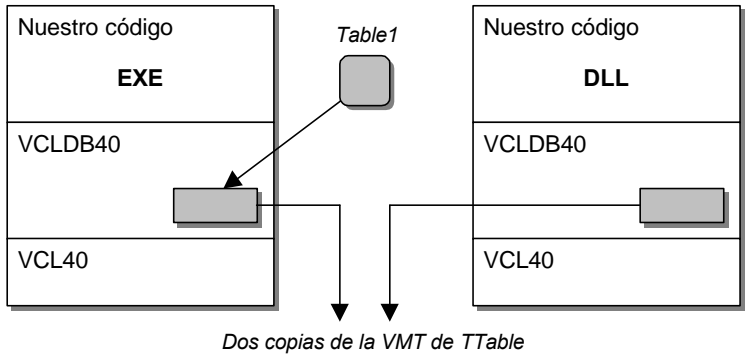 Nuestro código
EXE
VCLDB40
VCL40
Table1
Nuestro código
DLL
VCLDB40
VCL40
Dos copias de la VMT de TTable